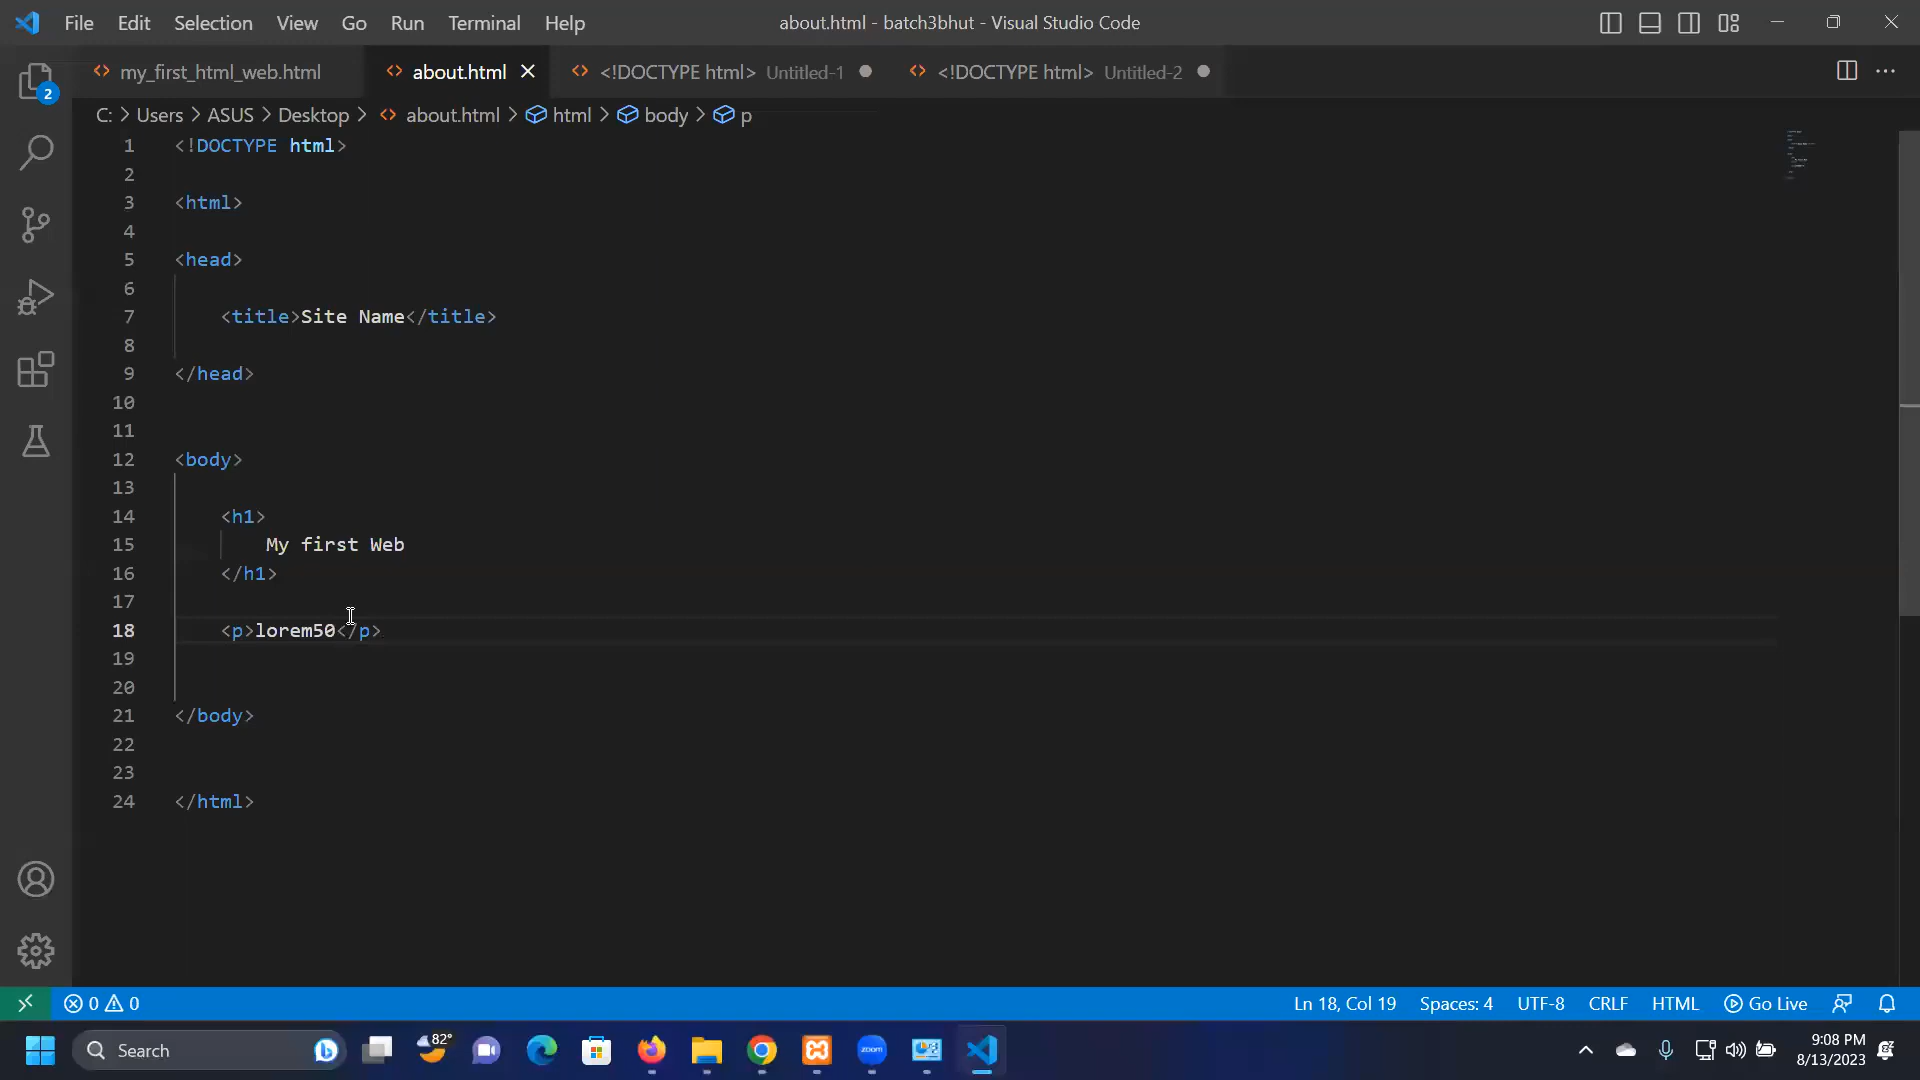 File Edit Selection View Go Run Terminal Help
about.html - batch3bhut - Visual Studio Code
my_first_html_web.html
about.html
<!DOCTYPE html> Untitled-1
<!DOCTYPE html> Untitled-2
2
C: > Users > ASUS > Desktop > about.html > html > body > p
1 <!DOCTYPE html>
2
3 <html>
4
5 <head>
6
7 <title>Site Name</title>
8
9 </head>
10
11
12 <body>
13
14 <h1>
15 My first Web
16 </h1>
17
18 <p>lorem50</p>
19
20
21 </body>
22
23
24 </html>
0 0
Ln 18, Col 19 Spaces: 4 UTF-8 CRLF HTML Go Live
Search
82°
zoom
9:08 PM
8/13/2023